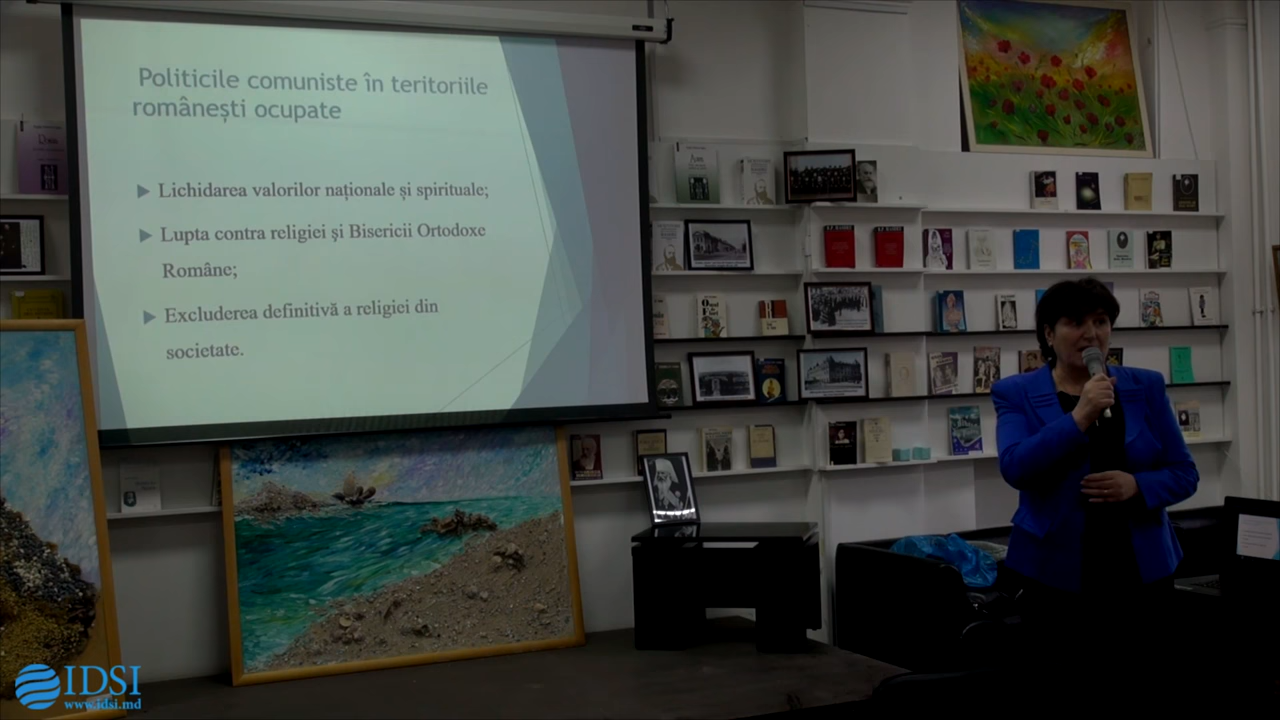 Politicile comuniste în teritoriile
românești ocupate
Lichidarea valorilor naționale și spirituale;
Lupta contra religiei și Bisericii Ortodoxe
Române;
Excluderea definitivă a religiei din
societate.
IDSI
www.idsi.md